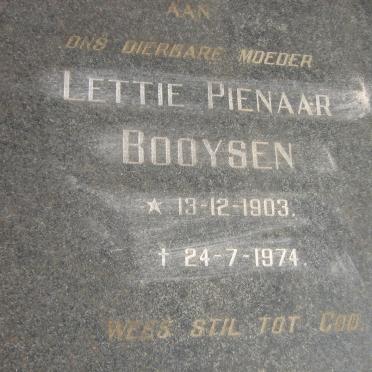 AAN
ONS DIERBARE MOEDER
LETTIE PIENAAR
BOOYSEN
★ 13-12-1903.
† 24-7-1974.
WEES STIL TOT GOD.